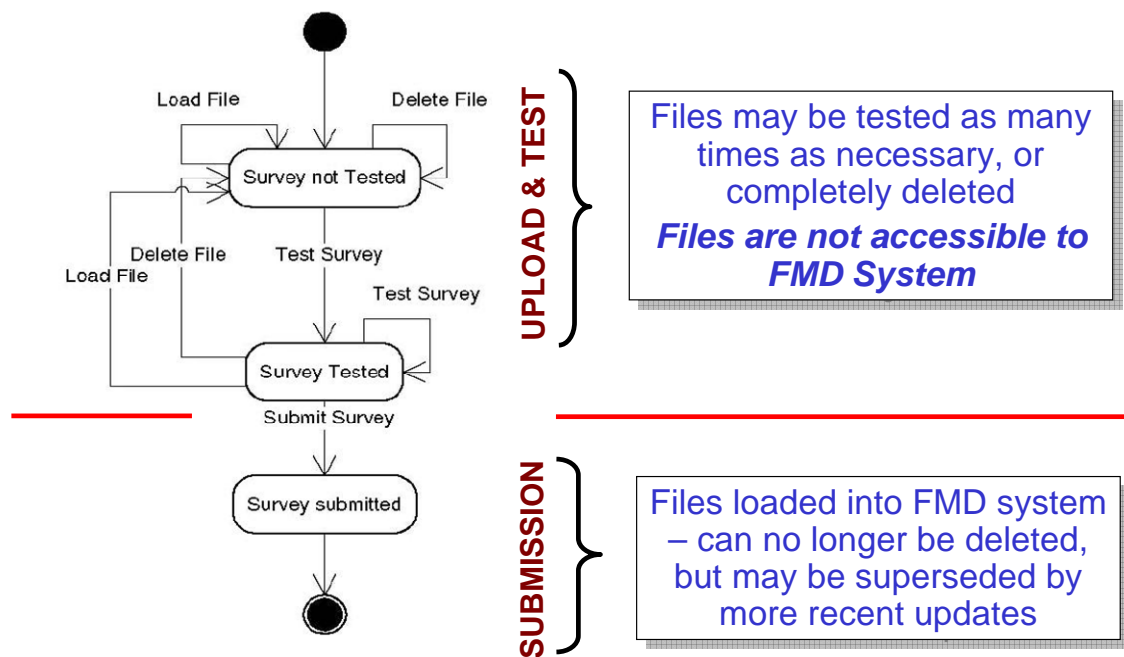 Load File
Delete File
Survey not Tested
Delete File
Test Survey
Load File
Test Survey
Survey Tested
Submit Survey
Survey submitted
UPLOAD & TEST
Files may be tested as many
times as necessary, or
completely deleted
Files are not accessible to
FMD System
SUBMISSION
Files loaded into FMD system
– can no longer be deleted,
but may be superseded by
more recent updates